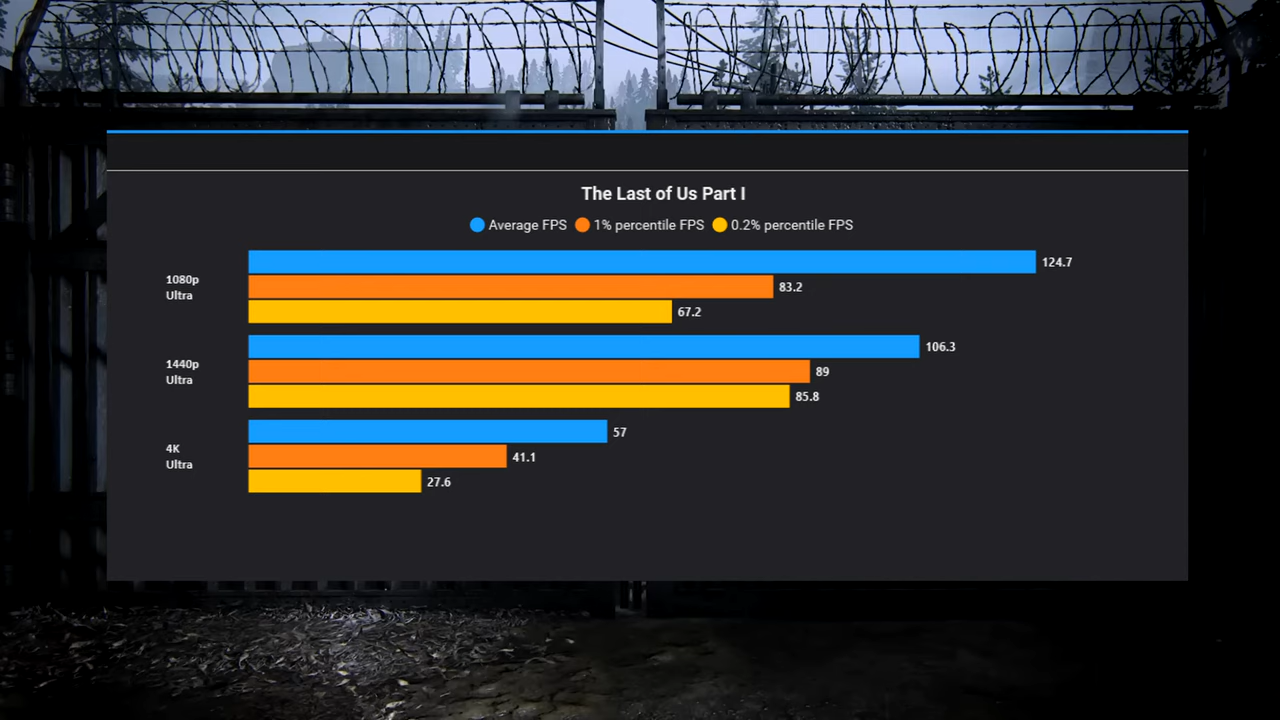 The Last of Us Part I
Average FPS 1% percentile FPS 0.2% percentile FPS
1080p
Ultra
124.7
83.2
67.2
1440p
Ultra
106.3
89
85.8
4K
Ultra
57
41.1
27.6